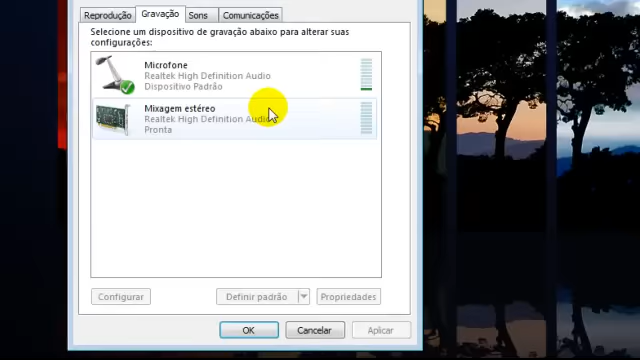 Reprodução Gravação Sons Comunicações
Selecione um dispositivo de gravação abaixo para alterar suas
configurações:
Microfone
Realtek High Definition Audio
Dispositivo Padrão
Mixagem estéreo
Realtek High Definition Audio
Pronta
Configurar Definir padrão Propriedades
OK Cancelar Aplicar